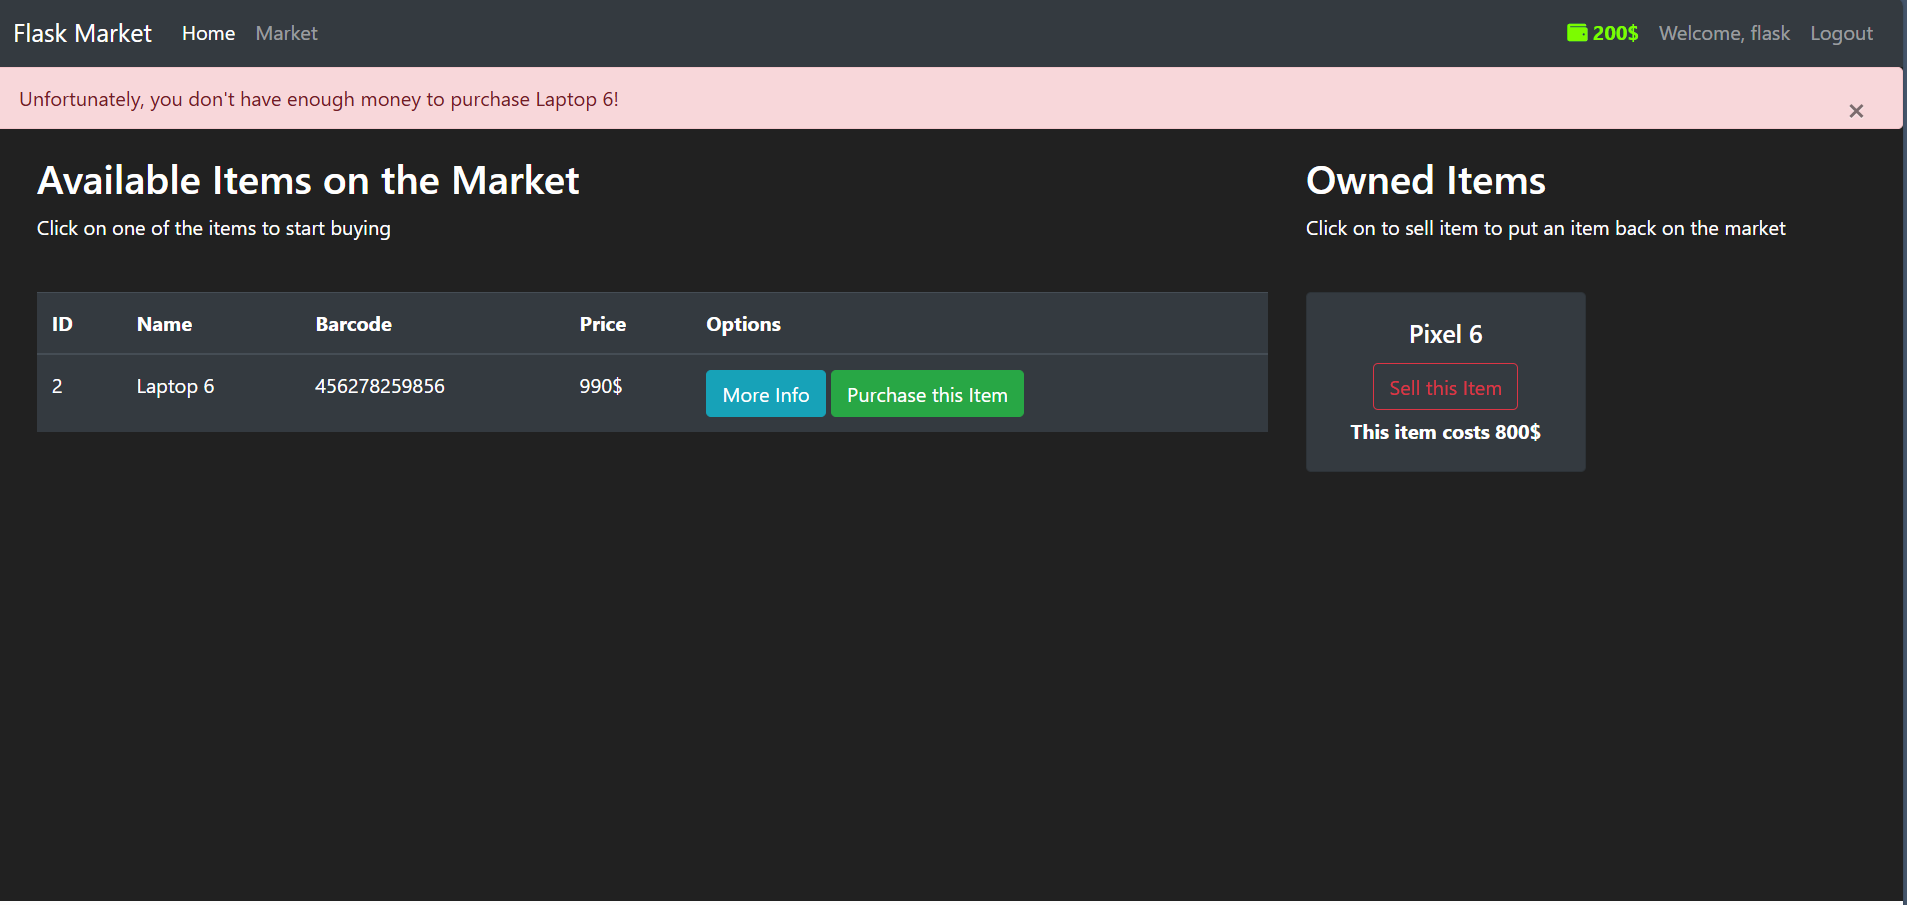 Flask Market Home Market 200$ Welcome, flask Logout
Unfortunately, you don't have enough money to purchase Laptop 6!
×
Available Items on the Market
Click on one of the items to start buying
ID Name Barcode Price Options
2 Laptop 6 456278259856 990$ More Info Purchase this Item
Owned Items
Click on to sell item to put an item back on the market
Pixel 6
Sell this Item
This item costs 800$